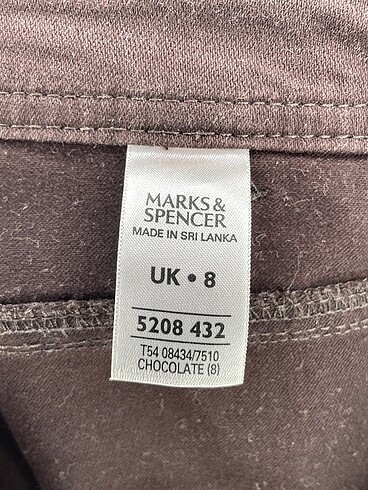 MARKS &
SPENCER
MADE IN SRI LANKA
UK • 8
5208 432
T54 08434/7510
CHOCOLATE (8)